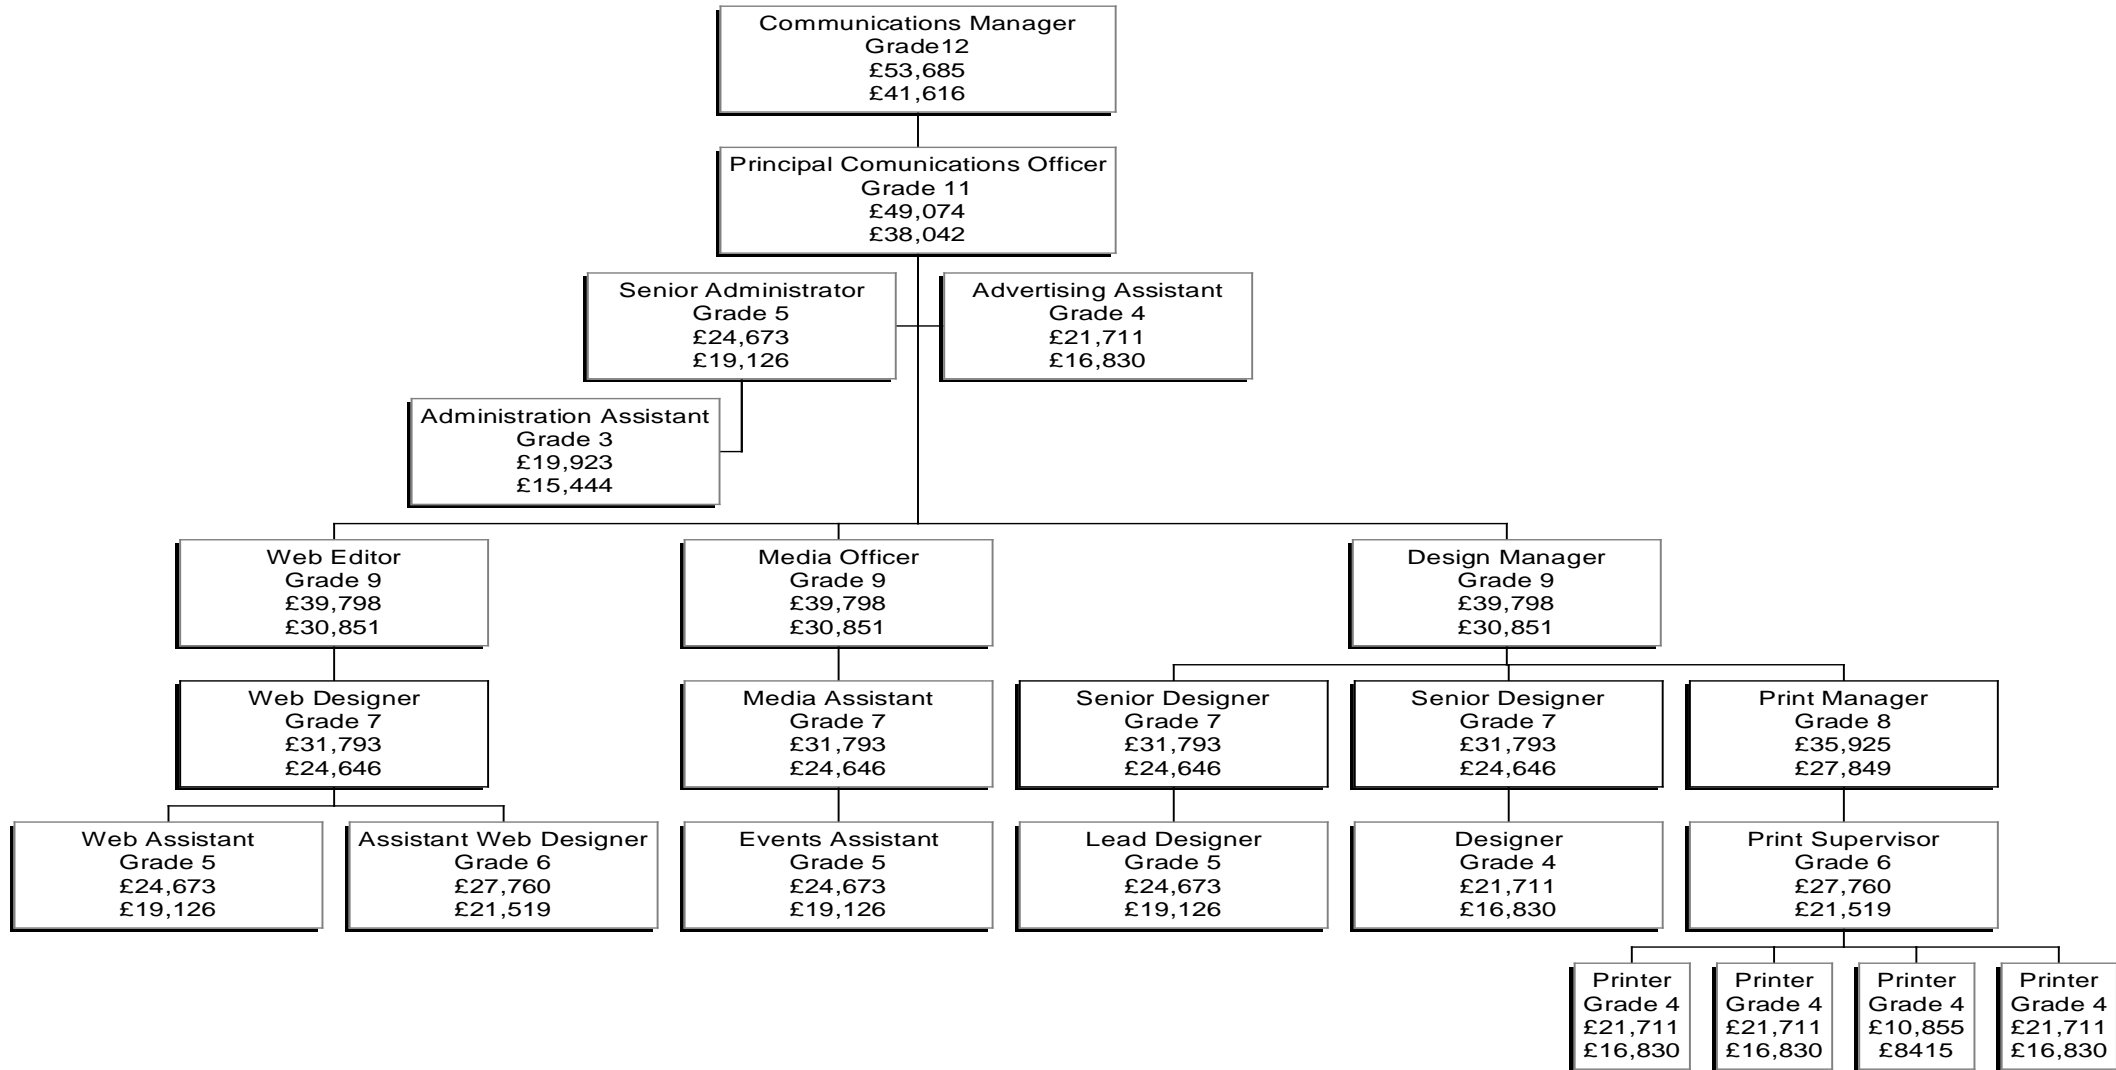 Communications Manager
Grade12
£53,685
£41,616
Principal Comunications Officer
Grade 11
£49,074
£38,042
Senior Administrator
Grade 5
£24,673
£19,126
Advertising Assistant
Grade 4
£21,711
£16,830
Administration Assistant
Grade 3
£19,923
£15,444
Web Editor
Grade 9
£39,798
£30,851
Media Officer
Grade 9
£39,798
£30,851
Design Manager
Grade 9
£39,798
£30,851
Web Designer
Grade 7
£31,793
£24,646
Media Assistant
Grade 7
£31,793
£24,646
Senior Designer
Grade 7
£31,793
£24,646
Senior Designer
Grade 7
£31,793
£24,646
Print Manager
Grade 8
£35,925
£27,849
Web Assistant
Grade 5
£24,673
£19,126
Assistant Web Designer
Grade 6
£27,760
£21,519
Events Assistant
Grade 5
£24,673
£19,126
Lead Designer
Grade 5
£24,673
£19,126
Designer
Grade 4
£21,711
£16,830
Print Supervisor
Grade 6
£27,760
£21,519
Printer
Grade 4
£21,711
£16,830
Printer
Grade 4
£21,711
£16,830
Printer
Grade 4
£10,855
£8415
Printer
Grade 4
£21,711
£16,830